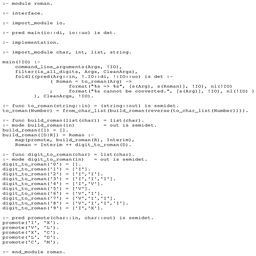 :- module roman.
:- interface.
:- import_module io.
:- pred main(io::di, io::uo) is det.
:- implementation.
:- import_module char, int, list, string.
main(!IO) :-
command_line_arguments(Args, !IO),
filter(is_all_digits, Args, CleanArgs),
foldl((pred(Arg::in, !.IO::di, !:IO::uo) is det :-
( Roman = to_roman(Arg) ->
format("%s => %s", [s(Arg), s(Roman)], !IO), nl(!IO)
; format("%s cannot be converted.", [s(Arg)], !IO), nl(!IO) )
), CleanArgs, !IO).
:- func to_roman(string::in) = (string::out) is semidet.
to_roman(Number) = from_char_list(build_roman(reverse(to_char_list(Number)))).
:- func build_roman(list(char)) = list(char).
:- mode build_roman(in) = out is semidet.
build_roman([]) = [].
build_roman([D|R]) = Roman :-
map(promote, build_roman(R), Interim),
Roman = Interim ++ digit_to_roman(D).
:- func digit_to_roman(char) = list(char).
:- mode digit_to_roman(in) = out is semidet.
digit_to_roman('0') = [].
digit_to_roman('1') = ['I'].
digit_to_roman('2') = ['I','I'].
digit_to_roman('3') = ['I','I','I'].
digit_to_roman('4') = ['I','V'].
digit_to_roman('5') = ['V'].
digit_to_roman('6') = ['V','I'].
digit_to_roman('7') = ['V','I','I'].
digit_to_roman('8') = ['V','I','I','I'].
digit_to_roman('9') = ['I','X'].
:- pred promote(char::in, char::out) is semidet.
promote('I', 'X').
promote('V', 'L').
promote('X', 'C').
promote('L', 'D').
promote('C', 'M').
:- end_module roman.